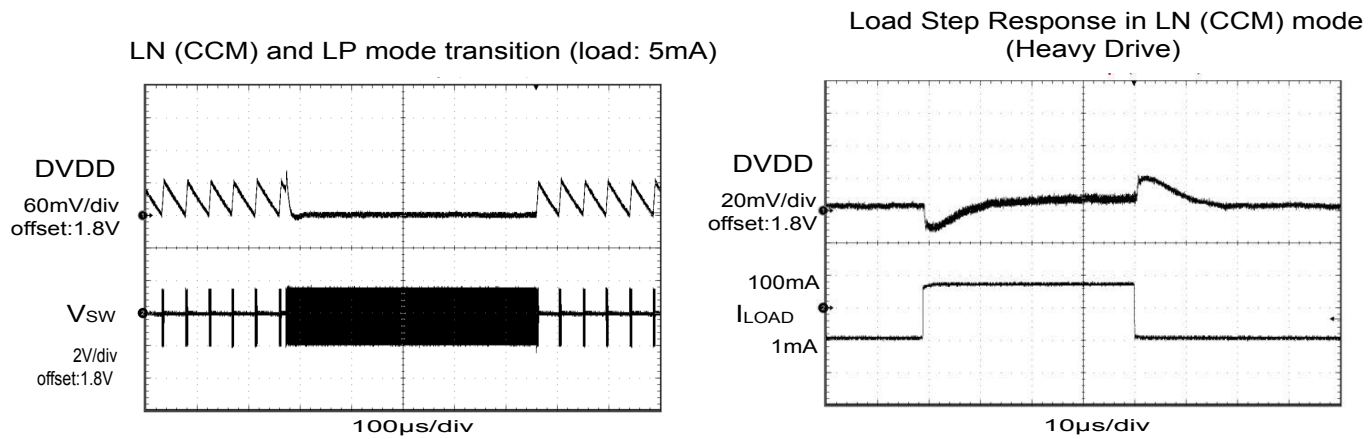 LN (CCM) and LP mode transition (load: 5mA)
DVDD
60mV/div
offset:1.8V
2
VSW
2V/div
offset:1.8V
100µs/div
Load Step Response in LN (CCM) mode
(Heavy Drive)
DVDD
20mV/div
offset:1.8V
100mA
2
ILOAD
1mA
10µs/div